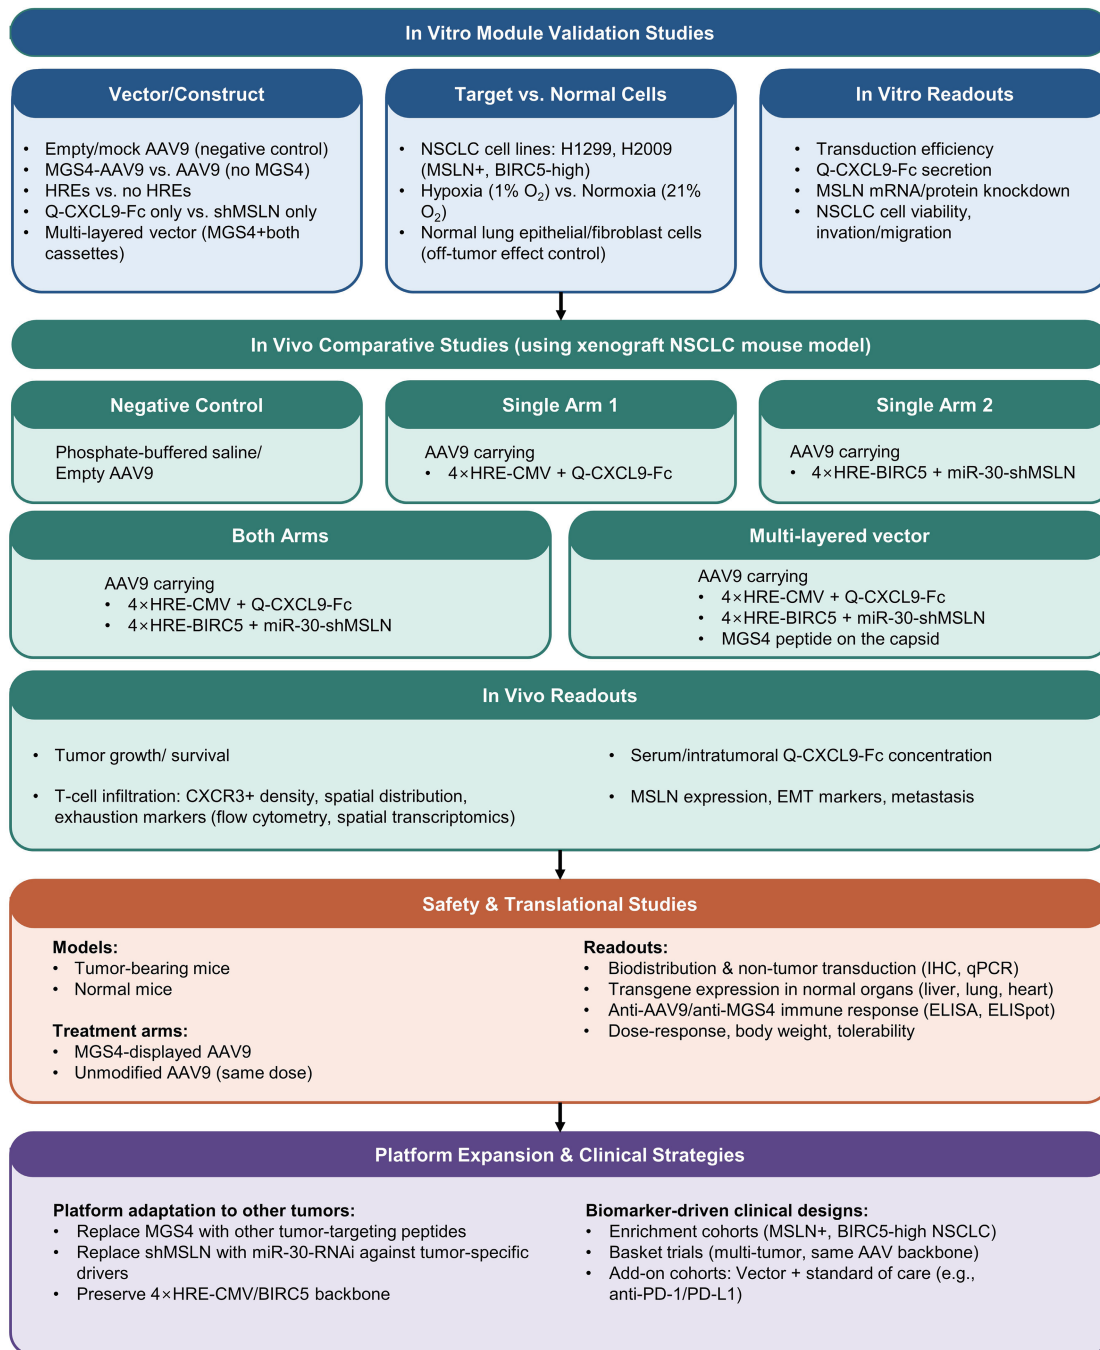 In Vitro Module Validation Studies
Vector/Construct
• Empty/mock AAV9 (negative control)
• MGS4-AAV9 vs. AAV9 (no MGS4)
• HREs vs. no HREs
• Q-CXCL9-Fc only vs. shMSLN only
• Multi-layered vector (MGS4+both
cassettes)
Target vs. Normal Cells
• NSCLC cell lines: H1299, H2009
(MSLN+, BIRC5-high)
• Hypoxia (1% O₂) vs. Normoxia (21%
O₂)
• Normal lung epithelial/fibroblast cells
(off-tumor effect control)
In Vitro Readouts
• Transduction efficiency
• Q-CXCL9-Fc secretion
• MSLN mRNA/protein knockdown
• NSCLC cell viability,
invation/migration
In Vivo Comparative Studies (using xenograft NSCLC mouse model)
Negative Control
Phosphate-buffered saline/
Empty AAV9
Single Arm 1
AAV9 carrying
• 4×HRE-CMV + Q-CXCL9-Fc
Single Arm 2
AAV9 carrying
• 4×HRE-BIRC5 + miR-30-shMSLN
Both Arms
AAV9 carrying
• 4×HRE-CMV + Q-CXCL9-Fc
• 4×HRE-BIRC5 + miR-30-shMSLN
Multi-layered vector
AAV9 carrying
• 4×HRE-CMV + Q-CXCL9-Fc
• 4×HRE-BIRC5 + miR-30-shMSLN
• MGS4 peptide on the capsid
In Vivo Readouts
• Tumor growth/ survival
• T-cell infiltration: CXCR3+ density, spatial distribution,
exhaustion markers (flow cytometry, spatial transcriptomics)
• Serum/intratumoral Q-CXCL9-Fc concentration
• MSLN expression, EMT markers, metastasis
Safety & Translational Studies
Models:
• Tumor-bearing mice
• Normal mice
Treatment arms:
• MGS4-displayed AAV9
• Unmodified AAV9 (same dose)
Readouts:
• Biodistribution & non-tumor transduction (IHC, qPCR)
• Transgene expression in normal organs (liver, lung, heart)
• Anti-AAV9/anti-MGS4 immune response (ELISA, ELISpot)
• Dose-response, body weight, tolerability
Platform Expansion & Clinical Strategies
Platform adaptation to other tumors:
• Replace MGS4 with other tumor-targeting peptides
• Replace shMSLN with miR-30-RNAi against tumor-specific
drivers
• Preserve 4×HRE-CMV/BIRC5 backbone
Biomarker-driven clinical designs:
• Enrichment cohorts (MSLN+, BIRC5-high NSCLC)
• Basket trials (multi-tumor, same AAV backbone)
• Add-on cohorts: Vector + standard of care (e.g.,
anti-PD-1/PD-L1)